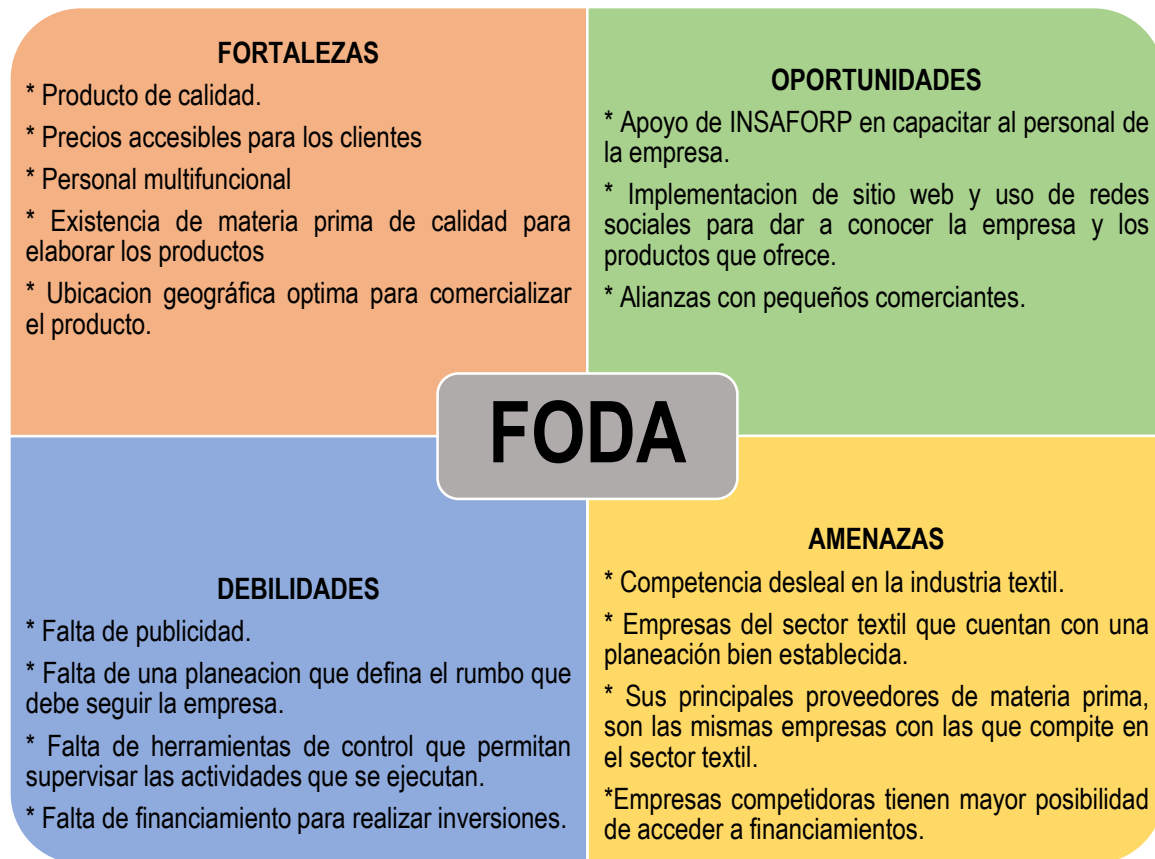 FORTALEZAS
* Producto de calidad.
* Precios accesibles para los clientes
* Personal multifuncional
* Existencia de materia prima de calidad para
elaborar los productos
* Ubicacion geográfica optima para comercializar
el producto.
OPORTUNIDADES
* Apoyo de INSAFORP en capacitar al personal de
la empresa.
* Implementacion de sitio web y uso de redes
sociales para dar a conocer la empresa y los
productos que ofrece.
* Alianzas con pequeños comerciantes.
FODA
DEBILIDADES
* Falta de publicidad.
* Falta de una planeacion que defina el rumbo que
debe seguir la empresa.
* Falta de herramientas de control que permitan
supervisar las actividades que se ejecutan.
* Falta de financiamiento para realizar inversiones.
AMENAZAS
* Competencia desleal en la industria textil.
* Empresas del sector textil que cuentan con una
planeación bien establecida.
* Sus principales proveedores de materia prima,
son las mismas empresas con las que compite en
el sector textil.
*Empresas competidoras tienen mayor posibilidad
de acceder a financiamientos.